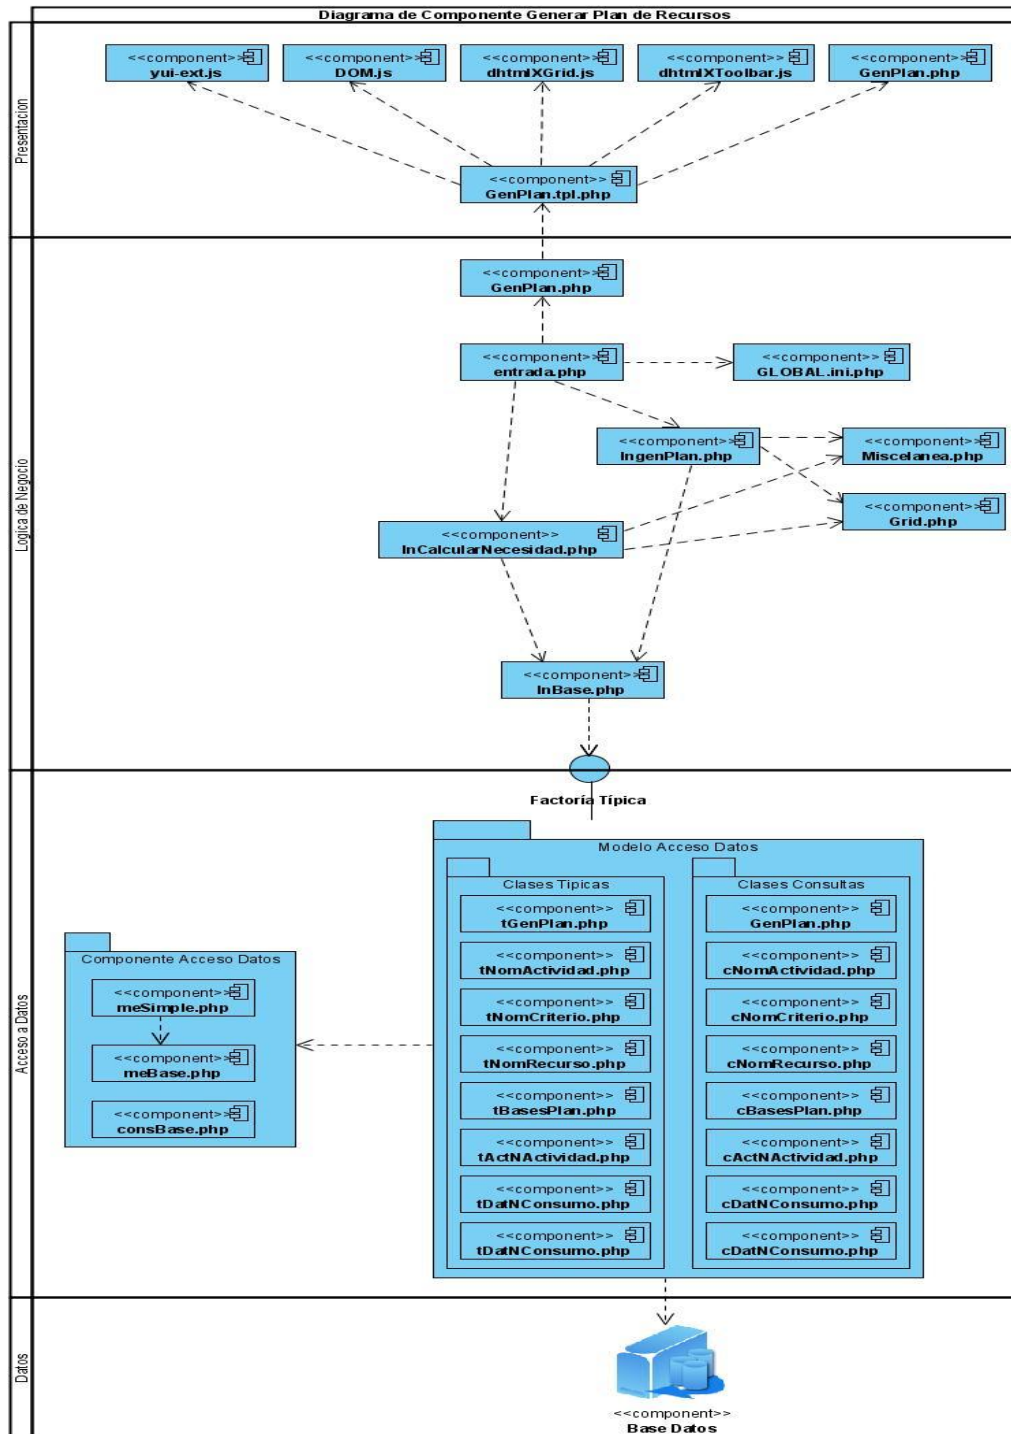 Diagrama de Componente Generar Plan de Recursos
Presentacion
<<component>>
yui-ext.js
<<component>>
DOM.js
<<component>>
dhtmlXGrid.js
<<component>>
dhtmlXToolbar.js
<<component>>
GenPlan.php
<<component>>
GenPlan.tpl.php
Logica de Negocio
<<component>>
GenPlan.php
<<component>>
entrada.php
<<component>>
GLOBAL.ini.php
<<component>>
IngenPlan.php
<<component>>
Miscelanea.php
<<component>>
Grid.php
<<component>>
InCalcularNecesidad.php
<<component>>
InBase.php
Factoría Típica
Acceso a Datos
Modelo Acceso Datos
Clases Tipicas
<<component>>
tGenPlan.php
<<component>>
tNomActividad.php
<<component>>
tNomCriterio.php
<<component>>
tNomRecurso.php
<<component>>
tBasesPlan.php
<<component>>
tActNActividad.php
<<component>>
tDatNConsumo.php
<<component>>
tDatNConsumo.php
Clases Consultas
<<component>>
GenPlan.php
<<component>>
cNomActividad.php
<<component>>
cNomCriterio.php
<<component>>
cNomRecurso.php
<<component>>
cBasesPlan.php
<<component>>
cActNActividad.php
<<component>>
cDatNConsumo.php
<<component>>
cDatNConsumo.php
Componente Acceso Datos
<<component>>
meSimple.php
<<component>>
meBase.php
<<component>>
consBase.php
Datos
<<component>>
Base Datos